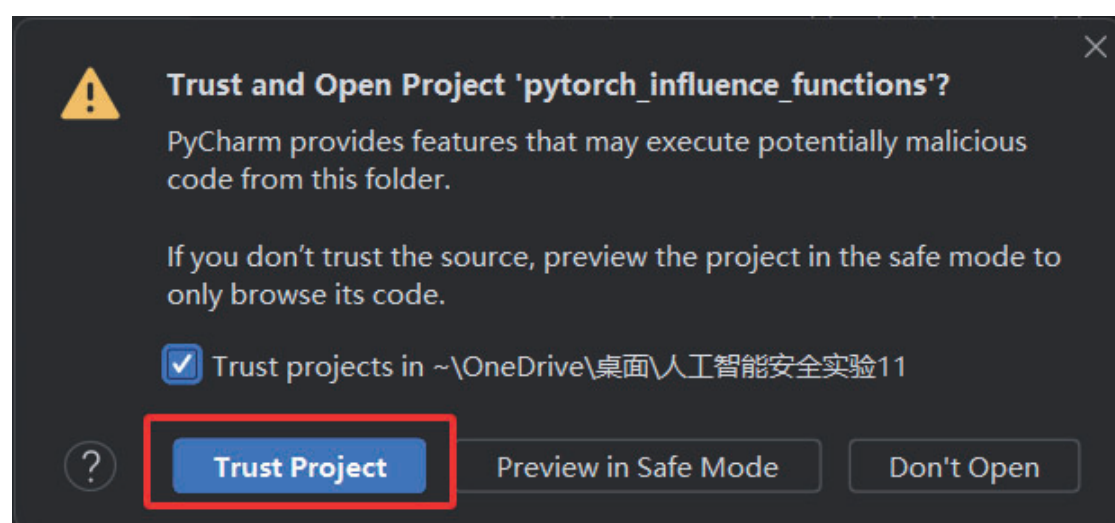 Trust and Open Project 'pytorch_influence_functions'?
PyCharm provides features that may execute potentially malicious
code from this folder.
If you don’t trust the source, preview the project in the safe mode to
only browse its code.
Trust projects in ~\OneDrive\桌面\人工智能安全实验11
? Trust Project Preview in Safe Mode Don't Open